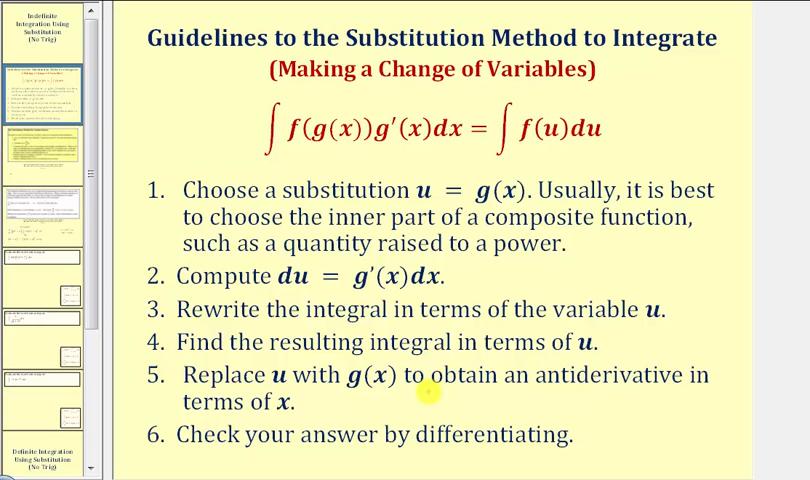 Indefinite
Integration Using
Substitution
(No Trig)
Definite Integration
Using Substitution
(No Trig)
Guidelines to the Substitution Method to Integrate
(Making a Change of Variables)
∫ f(g(x))g′(x)dx = ∫ f(u)du
1. Choose a substitution u = g(x). Usually, it is best
to choose the inner part of a composite function,
such as a quantity raised to a power.
2. Compute du = g'(x)dx.
3. Rewrite the integral in terms of the variable u.
4. Find the resulting integral in terms of u.
5. Replace u with g(x) to obtain an antiderivative in
terms of x.
6. Check your answer by differentiating.